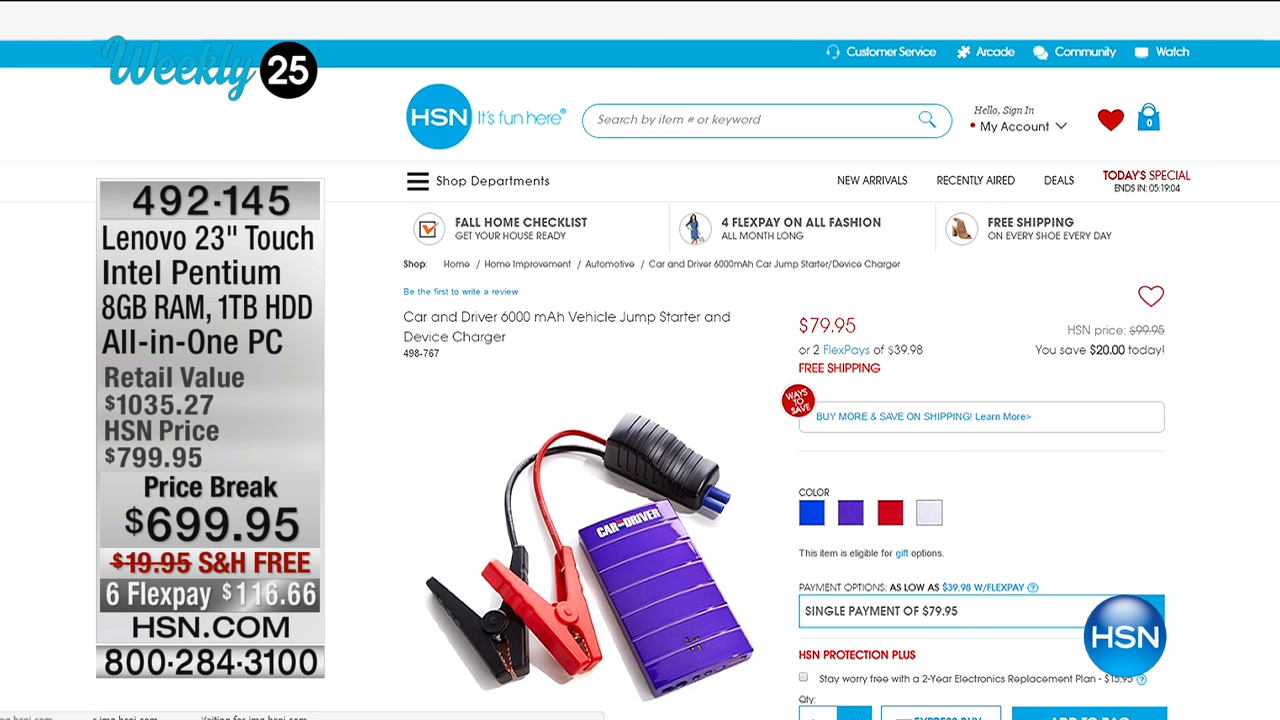 Weekly 25
Customer Service Arcade Community Watch
HSN It's fun here®
Search by item # or keyword
Hello, Sign In
My Account
0
Shop Departments
NEW ARRIVALS RECENTLY AIRED DEALS TODAY'S SPECIAL
ENDS IN: 05:19:04
FALL HOME CHECKLIST
GET YOUR HOUSE READY
4 FLEXPAY ON ALL FASHION
ALL MONTH LONG
FREE SHIPPING
ON EVERY SHOE EVERY DAY
492·145
Lenovo 23" Touch
Intel Pentium
8GB RAM, 1TB HDD
All-in-One PC
Retail Value
$1035.27
HSN Price
$799.95
Price Break
$699.95
$19.95 S&H FREE
6 Flexpay $116.66
HSN.COM
800·284·3100
Shop: Home / Home Improvement / Automotive / Car and Driver 6000mAh Car Jump Starter/Device Charger
Be the first to write a review
Car and Driver 6000 mAh Vehicle Jump Starter and
Device Charger
498-767
CAR AND DRIVER
$79.95
HSN price: $99.95
or 2 FlexPays of $39.98
You save $20.00 today!
FREE SHIPPING
WAYS
TO
SAVE
BUY MORE & SAVE ON SHIPPING! Learn More>
COLOR
This item is eligible for gift options.
PAYMENT OPTIONS: AS LOW AS $39.98 W/FLEXPAY ?
SINGLE PAYMENT OF $79.95
HSN
HSN PROTECTION PLUS
Stay worry free with a 2-Year Electronics Replacement Plan - $15.95 ?
Qty:
EXPRESS BUY
ADD TO BAG
Waiting for img.hsni.com